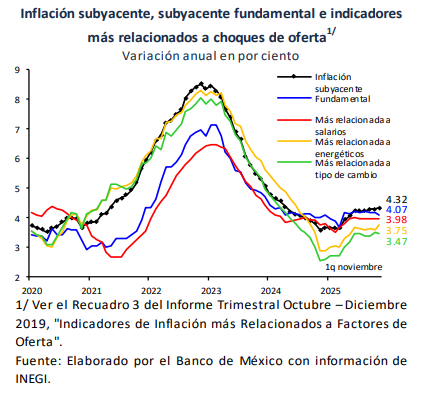 Inflación subyacente, subyacente fundamental e indicadores
más relacionados a choques de oferta1/
Variación anual en por ciento
9
8
7
6
5
4
3
2
Inflación
subyacente
Fundamental
Más relacionada a
salarios
Más relacionada a
energéticos
Más relacionada a
tipo de cambio
4.32
4.07
3.98
3.75
3.47
1q noviembre
2020
2021
2022
2023
2024
2025
1/ Ver el Recuadro 3 del Informe Trimestral Octubre – Diciembre
2019, "Indicadores de Inflación más Relacionados a Factores de
Oferta".
Fuente: Elaborado por el Banco de México con información de
INEGI.